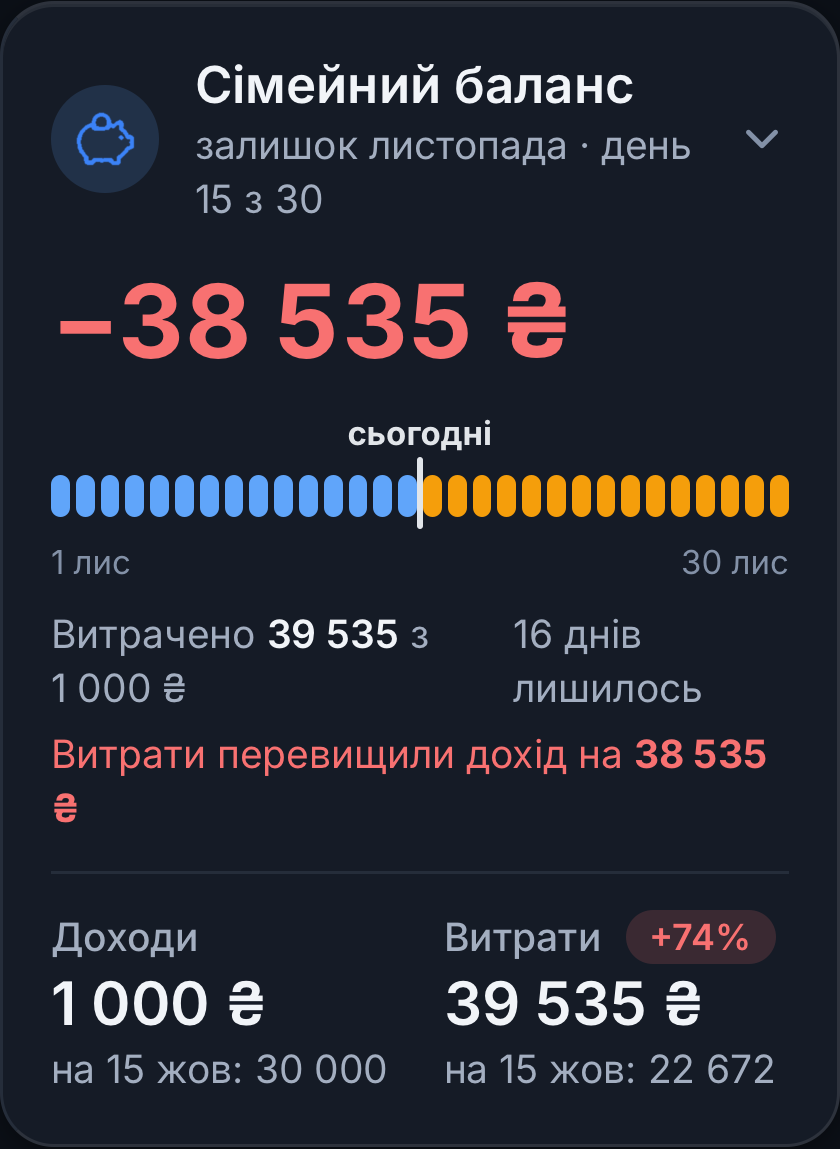 Сімейний баланс
залишок листопада · день
15 з 30
−38 535 ₴
сьогодні
1 лис
30 лис
Витрачено 39 535 з
1 000 ₴
16 днів
лишилось
Витрати перевищили дохід на 38 535
₴
Доходи
1 000 ₴
на 15 жов: 30 000
Витрати +74%
39 535 ₴
на 15 жов: 22 672